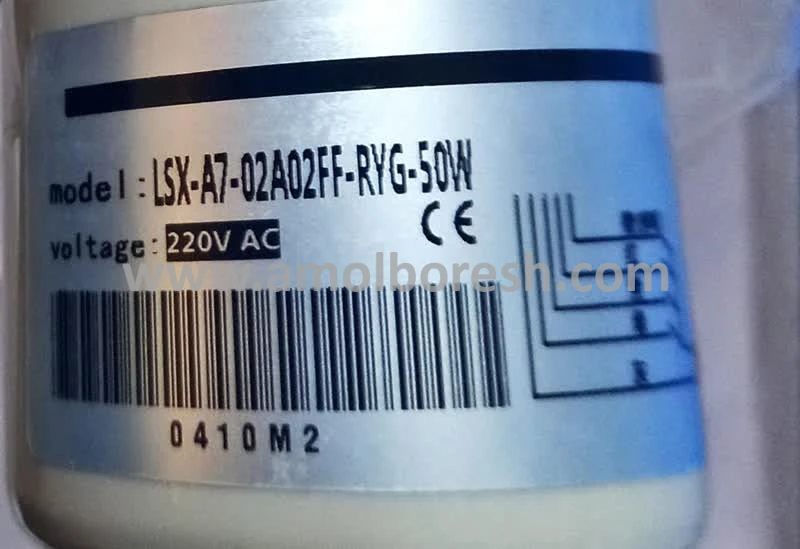 model:LSX-A7-02A02FF-RYG-50W
voltage:220V AC
CE
www.amolboresh.com
0410M2